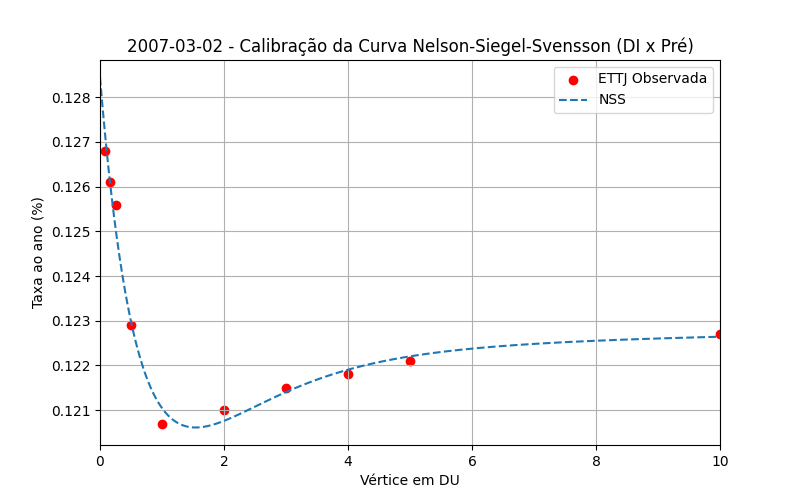 2007-03-02 - Calibração da Curva Nelson-Siegel-Svensson (DI x Pré)
ETTJ Observada
NSS
Taxa ao ano (%)
0.128
0.127
0.126
0.125
0.124
0.123
0.122
0.121
0 2 4 6 8 10
Vértice em DU